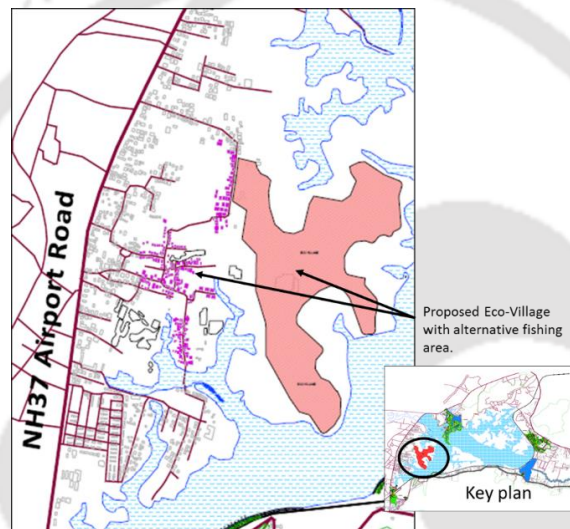 NH37 Airport Road
Proposed Eco-Village
with alternative fishing
area.
Key plan